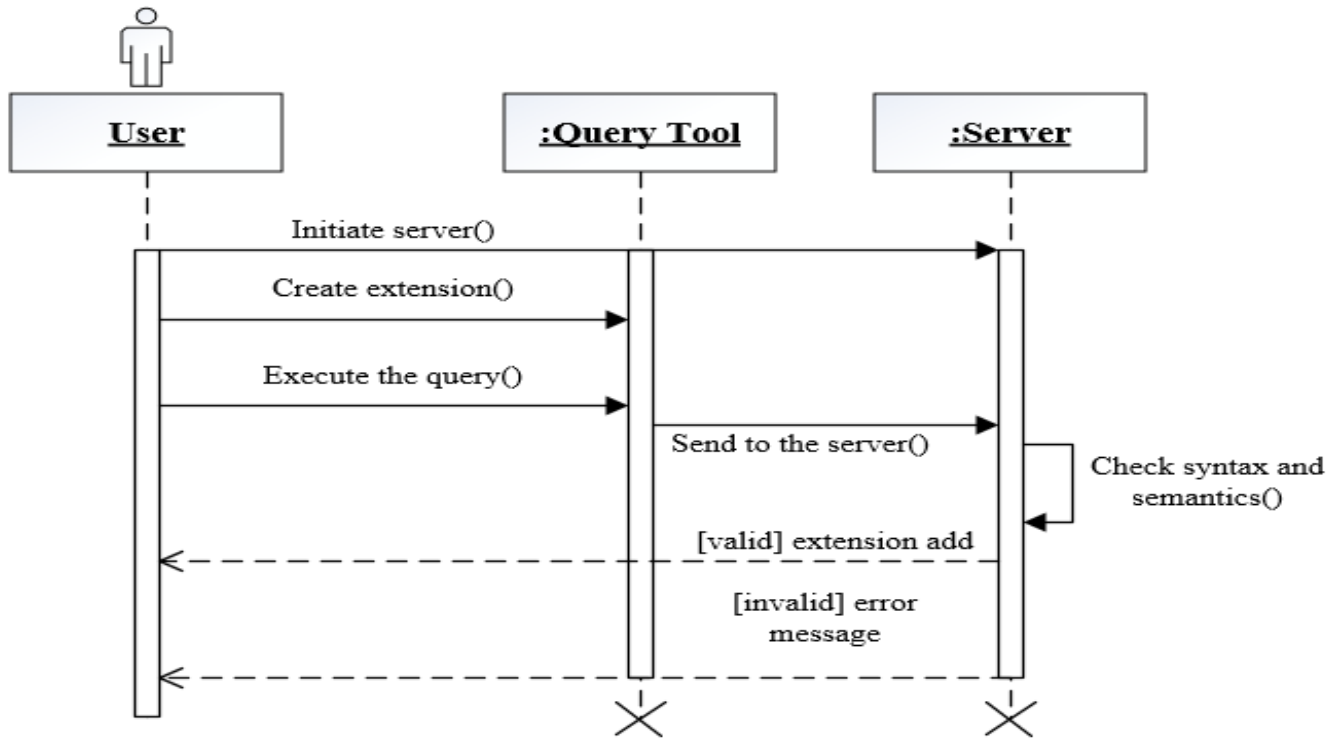 User
:Query Tool
:Server
Initiate server()
Create extension()
Execute the query()
Send to the server()
Check syntax and
semantics()
[valid] extension add
[invalid] error
message